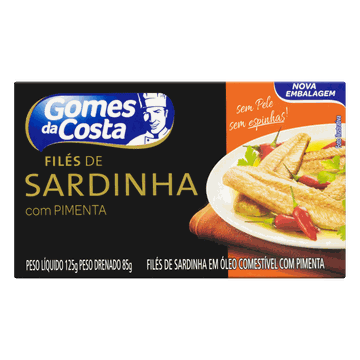 NOVA
EMBALAGEM
Gomes
da Costa
sem Pele
sem espinhas!
FILÉS DE
SARDINHA
com PIMENTA
PESO LÍQUIDO 125g PESO DRENADO 85g
FILÉS DE SARDINHA EM ÓLEO COMESTÍVEL COM PIMENTA